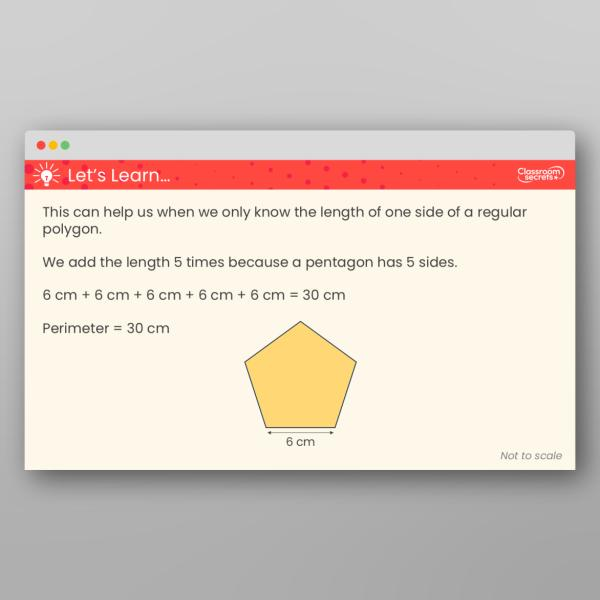 Let's Learn...
Classroom
Secrets
This can help us when we only know the length of one side of a regular
polygon.
We add the length 5 times because a pentagon has 5 sides.
6 cm + 6 cm + 6 cm + 6 cm + 6 cm = 30 cm
Perimeter = 30 cm
6 cm
Not to scale